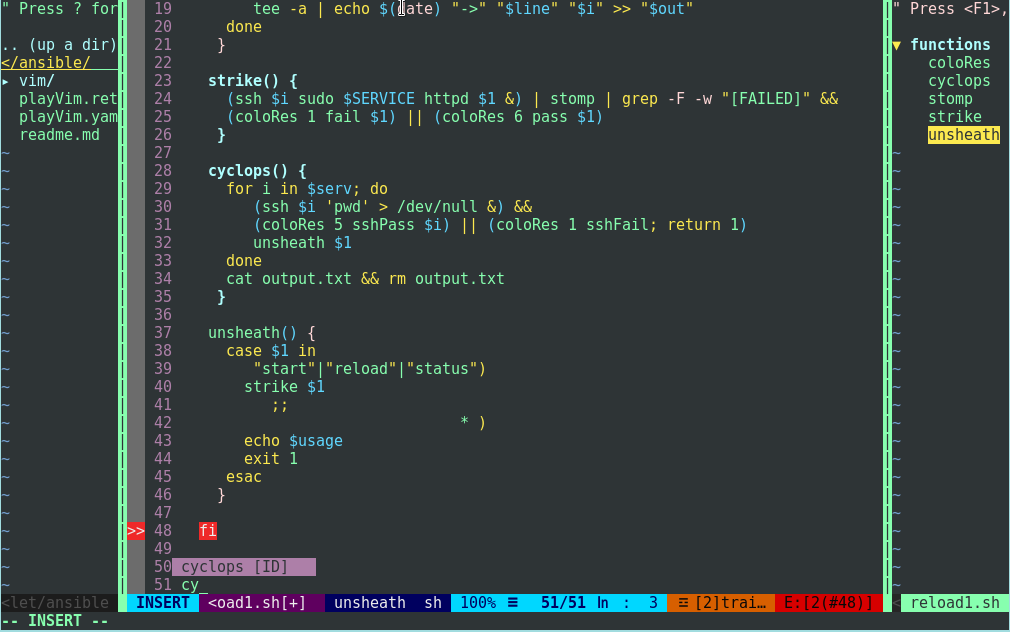 " Press ? for
.. (up a dir)
</ansible/
▸ vim/
playVim.ret
playVim.yam
readme.md
~
19 tee -a | echo $(date) "->" "$line" "$i" >> "$out"
20 done
21 }
22
23 strike() {
24 (ssh $i sudo $SERVICE httpd $1 &) | stomp | grep -F -w "[FAILED]" &&
25 (coloRes 1 fail $1) || (coloRes 6 pass $1)
26 }
27
28 cyclops() {
29 for i in $serv; do
30 (ssh $i 'pwd' > /dev/null &) &&
31 (coloRes 5 sshPass $i) || (coloRes 1 sshFail; return 1)
32 unsheath $1
33 done
34 cat output.txt && rm output.txt
35 }
36
37 unsheath() {
38 case $1 in
39 "start"|"reload"|"status")
40 strike $1
41 ;;
42 * )
43 echo $usage
44 exit 1
45 esac
46 }
47
>> 48 fi
49
50 cyclops [ID]
51 cy_
" Press <F1>,
▼ functions
coloRes
cyclops
stomp
strike
unsheath
~
<let/ansible INSERT <oad1.sh[+] unsheath sh 100% ☰ 51/51 ln : 3 ☲ [2]trai… E:[2(#48)] < reload1.sh
-- INSERT --